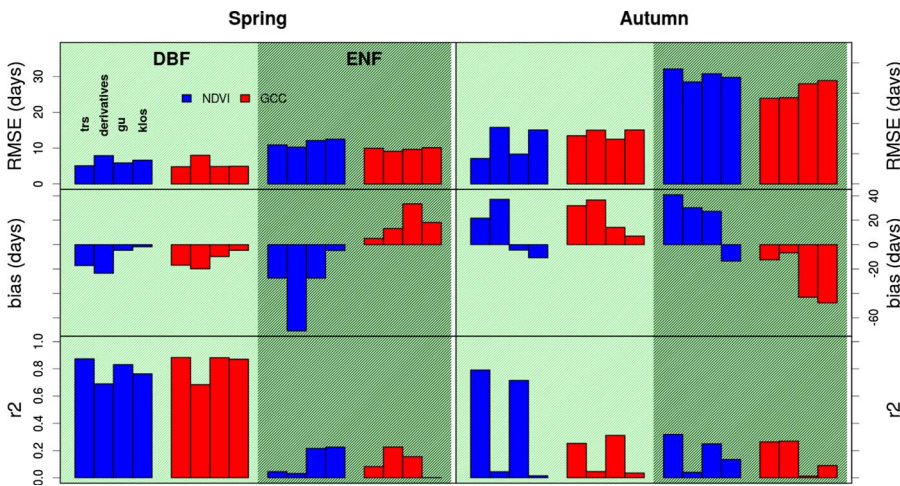 Spring Autumn
DBF ENF
NDVI GCC
trs derivatives gu klos
RMSE (days) 0 10 20 30 RMSE (days)
bias (days) 40 20 0 -20 -60 bias (days)
r2 0.0 0.2 0.4 0.6 0.8 1.0 r2